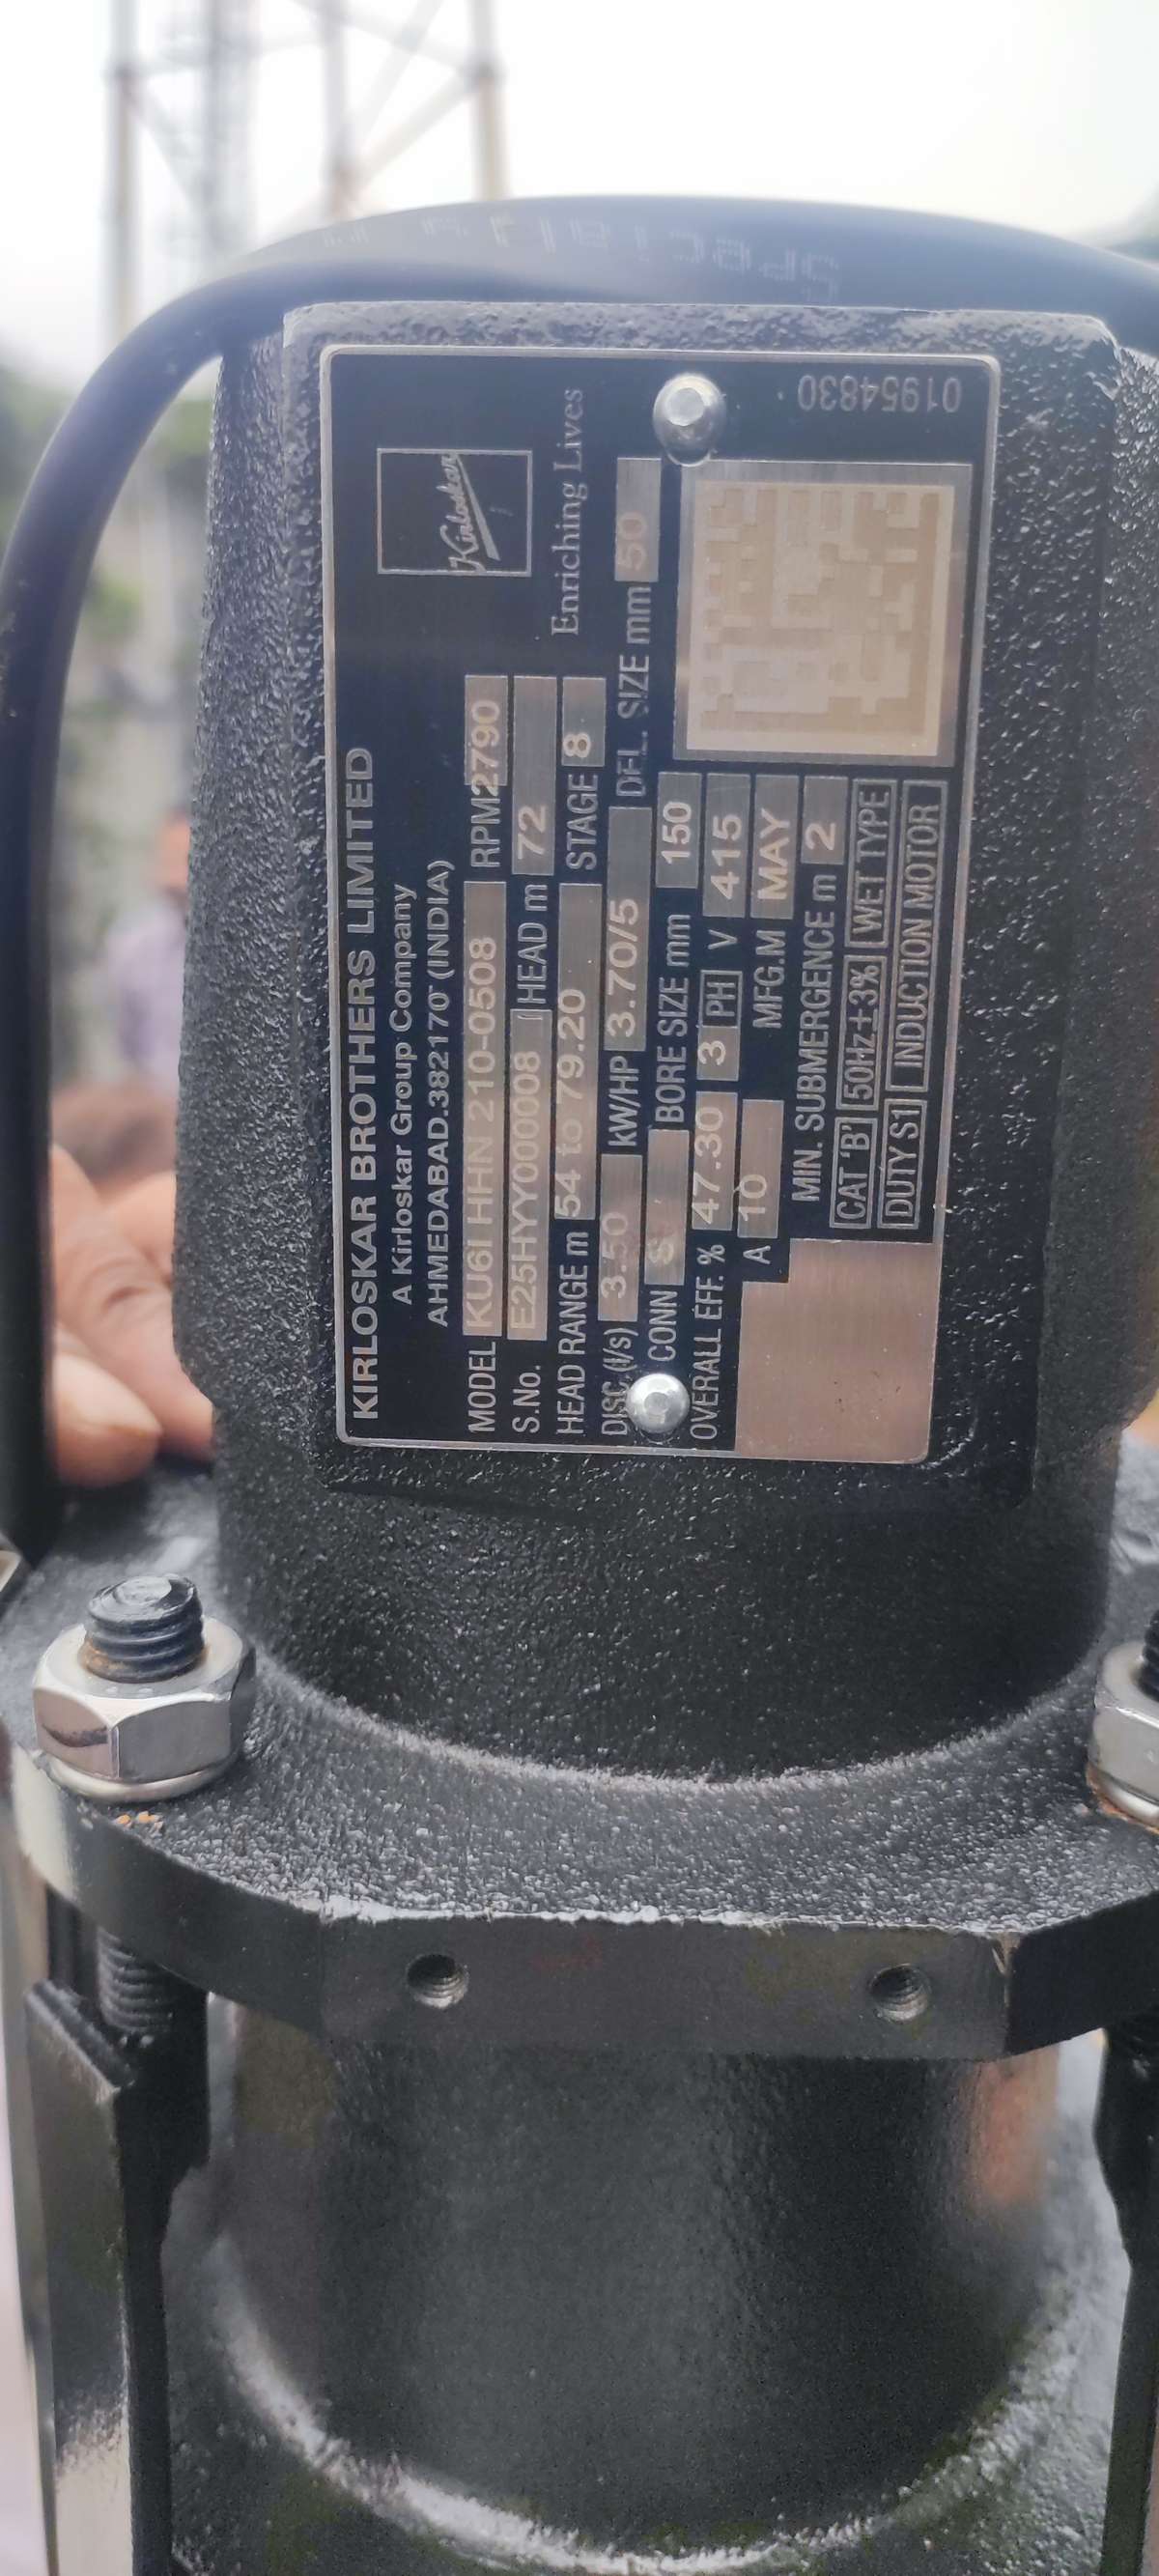 Kirloskar
Enriching Lives
KIRLOSKAR BROTHERS LIMITED
A Kirloskar Group Company
AHMEDABAD.382170 (INDIA)
MODEL KU6I HHN 210-0508 RPM 2790
S.No. E25HYY00008 HEAD m 72
HEAD RANGE m 54 to 79.20 STAGE 8
DISC (l/s) 3.50 kW/HP 3.70/5 DEL. SIZE mm 50
CONN BORE SIZE mm 150
OVERALL EFF. % 47.30 3 PH V 415
A 10 MFG.M MAY
MIN. SUBMERGENCE m 2
CAT 'B' 50Hz±3% WET TYPE
DUTY S1 INDUCTION MOTOR
01954830